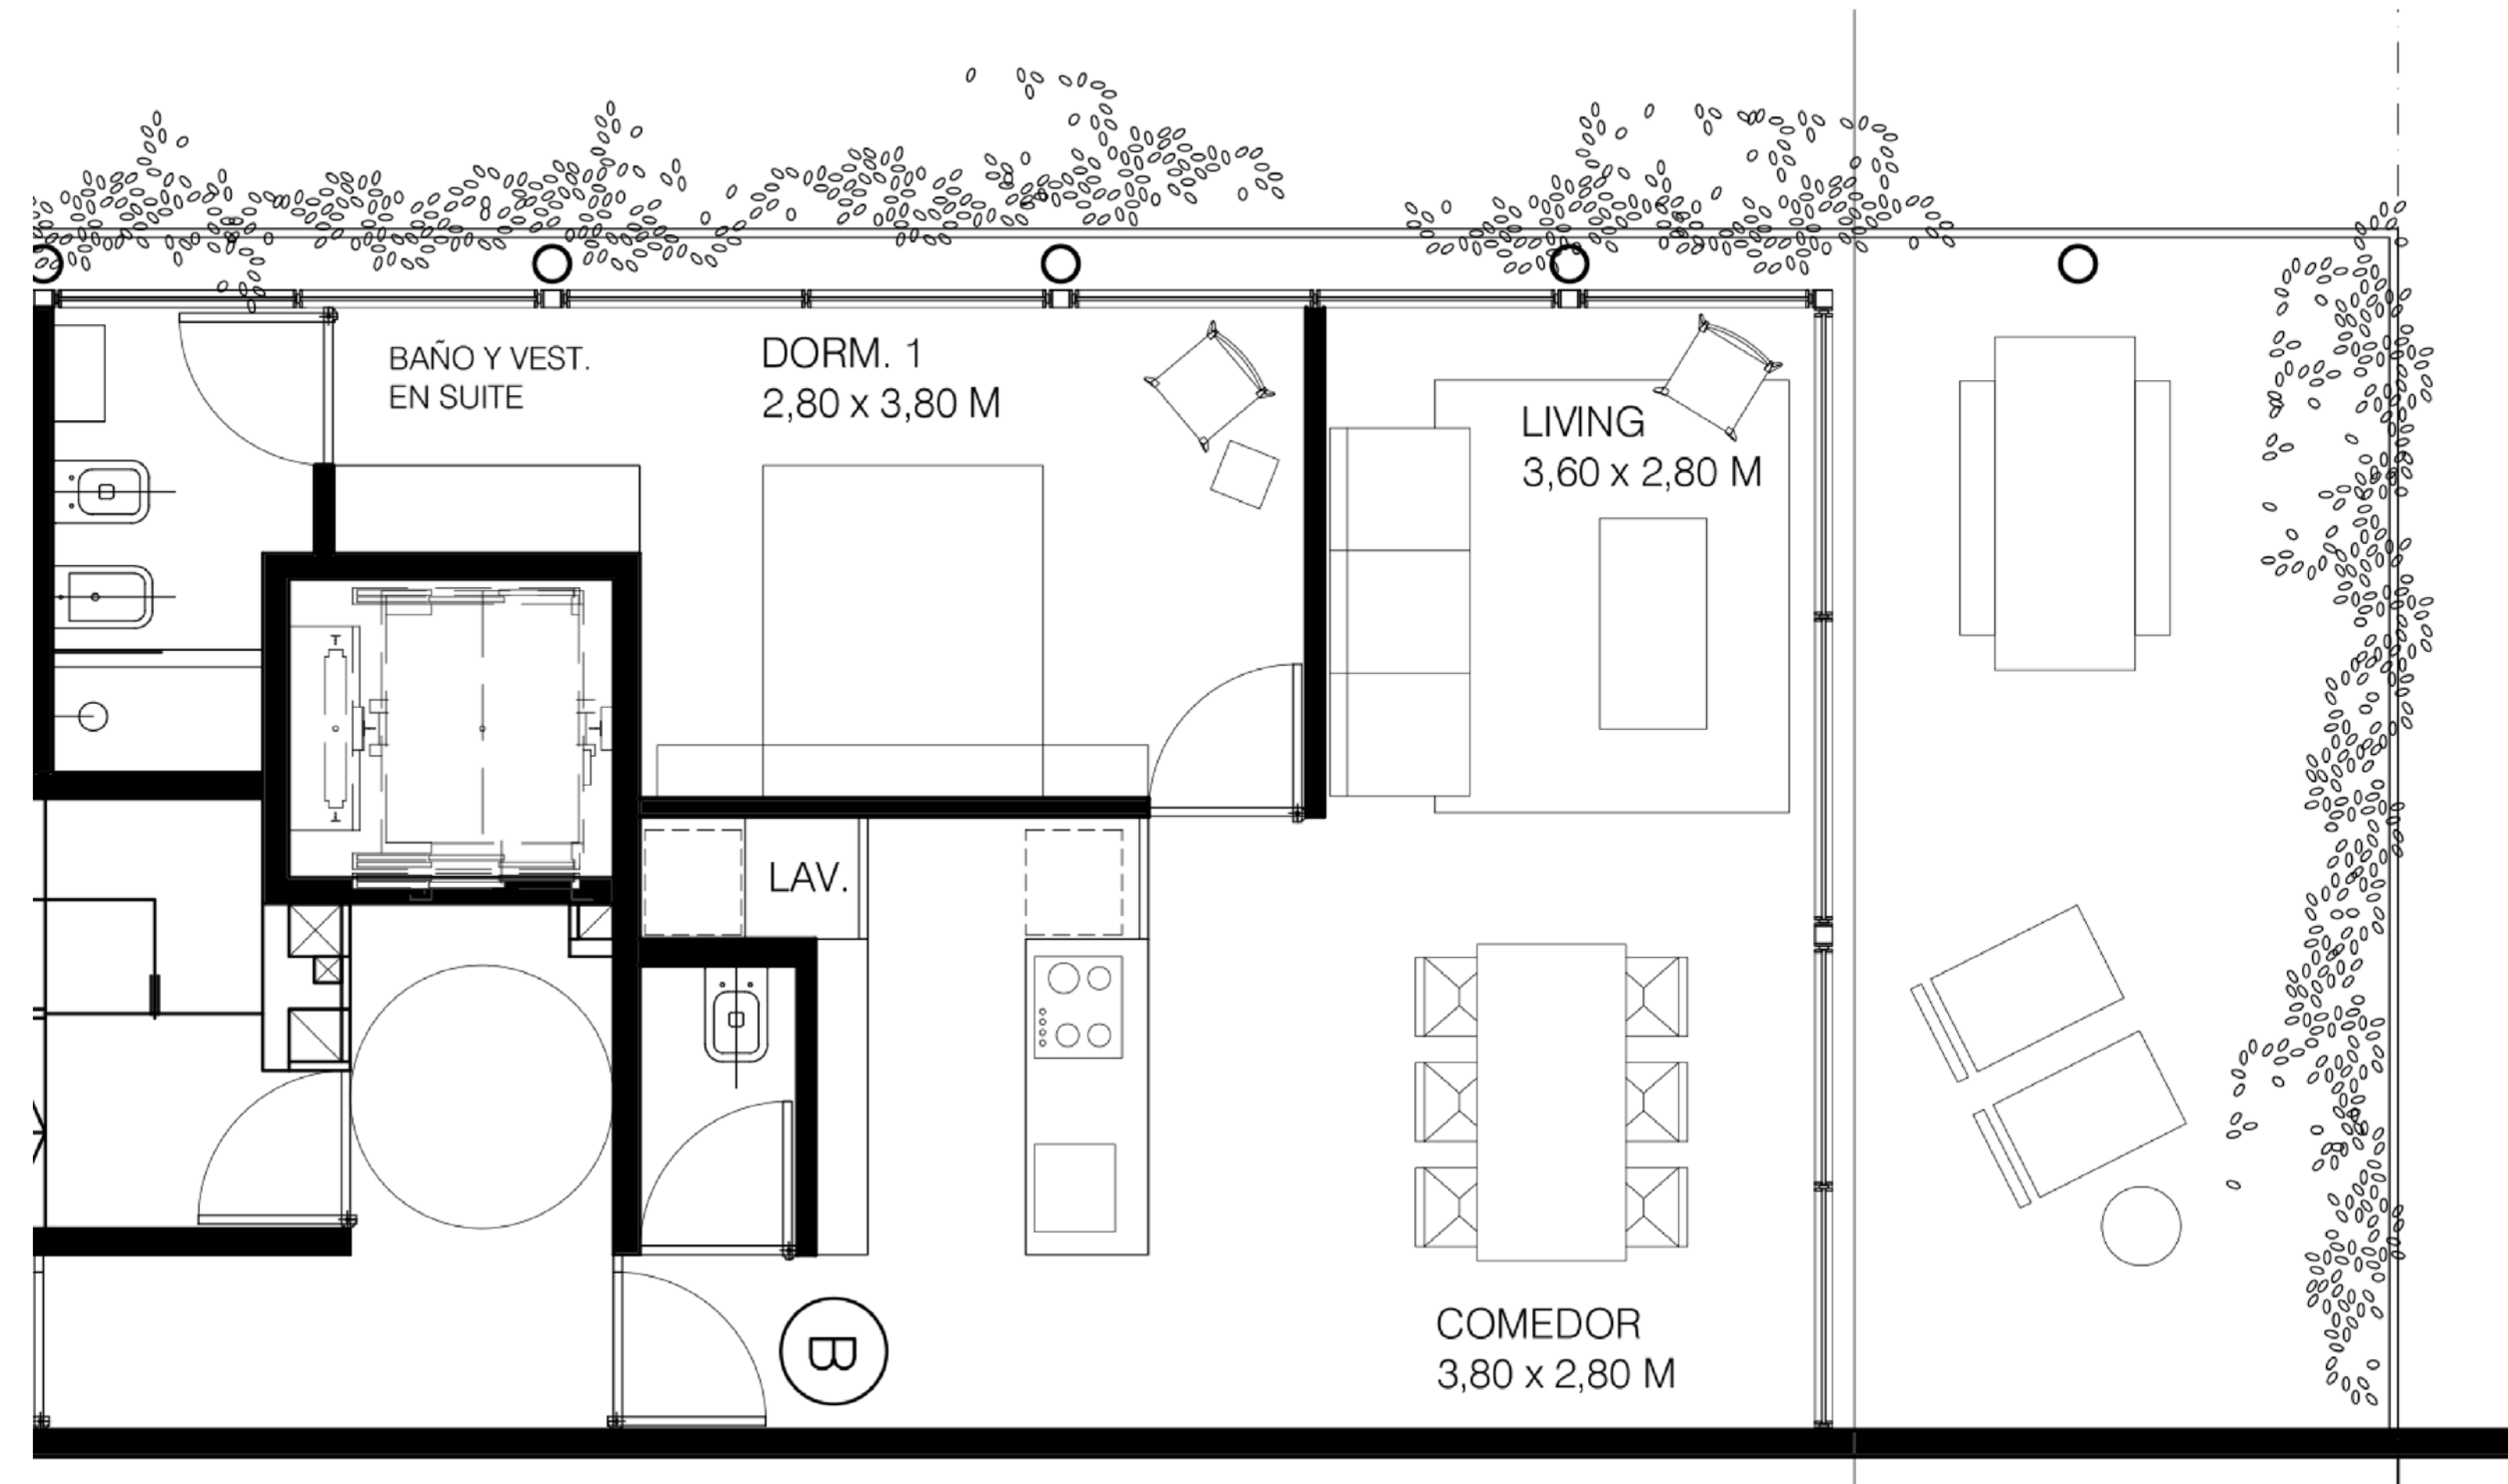 BAÑO Y VEST.
EN SUITE
DORM. 1
2,80 x 3,80 M
LIVING
3,60 x 2,80 M
LAV.
B
COMEDOR
3,80 x 2,80 M